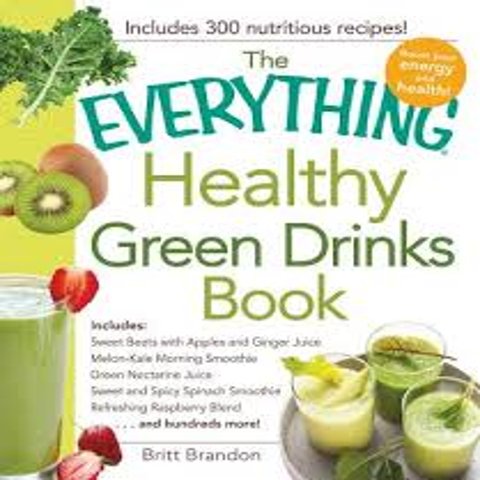 Includes 300 nutritious recipes!
The
Boost your
energy
and
health!
EVERYTHING®
Healthy
Green Drinks
Book
Includes:
Sweet Beets with Apples and Ginger Juice
Melon-Kale Morning Smoothie
Green Nectarine Juice
Sweet and Spicy Spinach Smoothie
Refreshing Raspberry Blend
. . . and hundreds more!
Britt Brandon